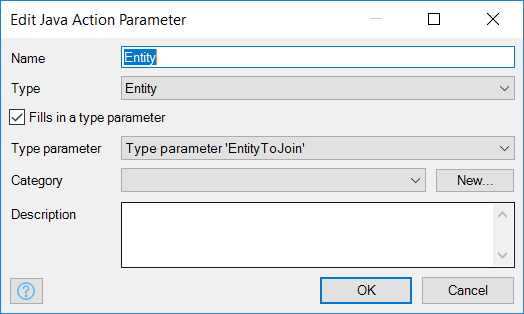 Edit Java Action Parameter
Name Entity
Type Entity
Fills in a type parameter
Type parameter Type parameter 'EntityToJoin'
Category New...
Description
? OK Cancel